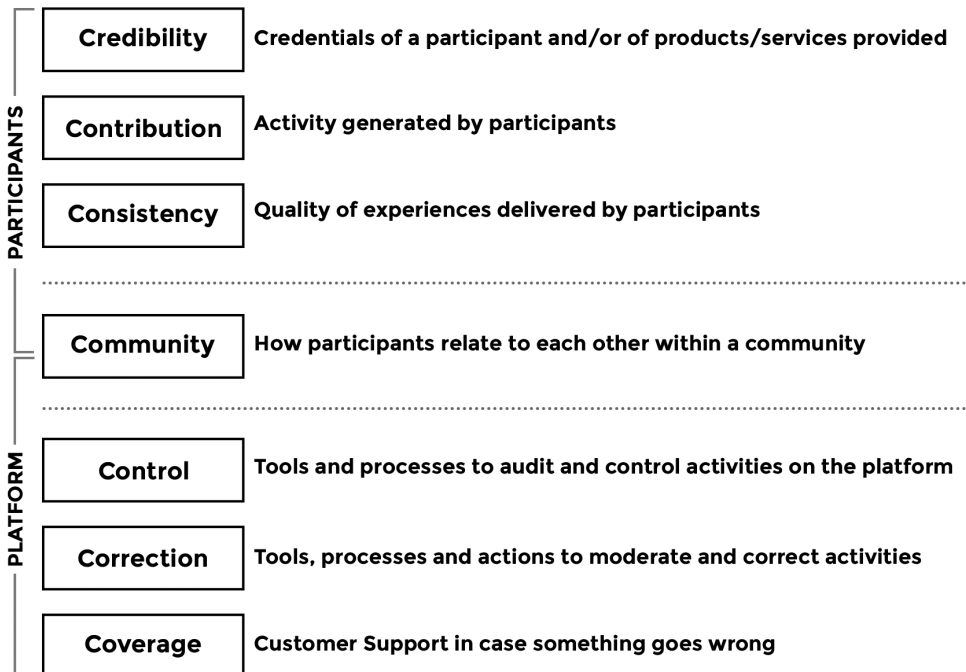 PARTICIPANTS
Credibility Credentials of a participant and/or of products/services provided
Contribution Activity generated by participants
Consistency Quality of experiences delivered by participants
Community How participants relate to each other within a community
PLATFORM
Control Tools and processes to audit and control activities on the platform
Correction Tools, processes and actions to moderate and correct activities
Coverage Customer Support in case something goes wrong